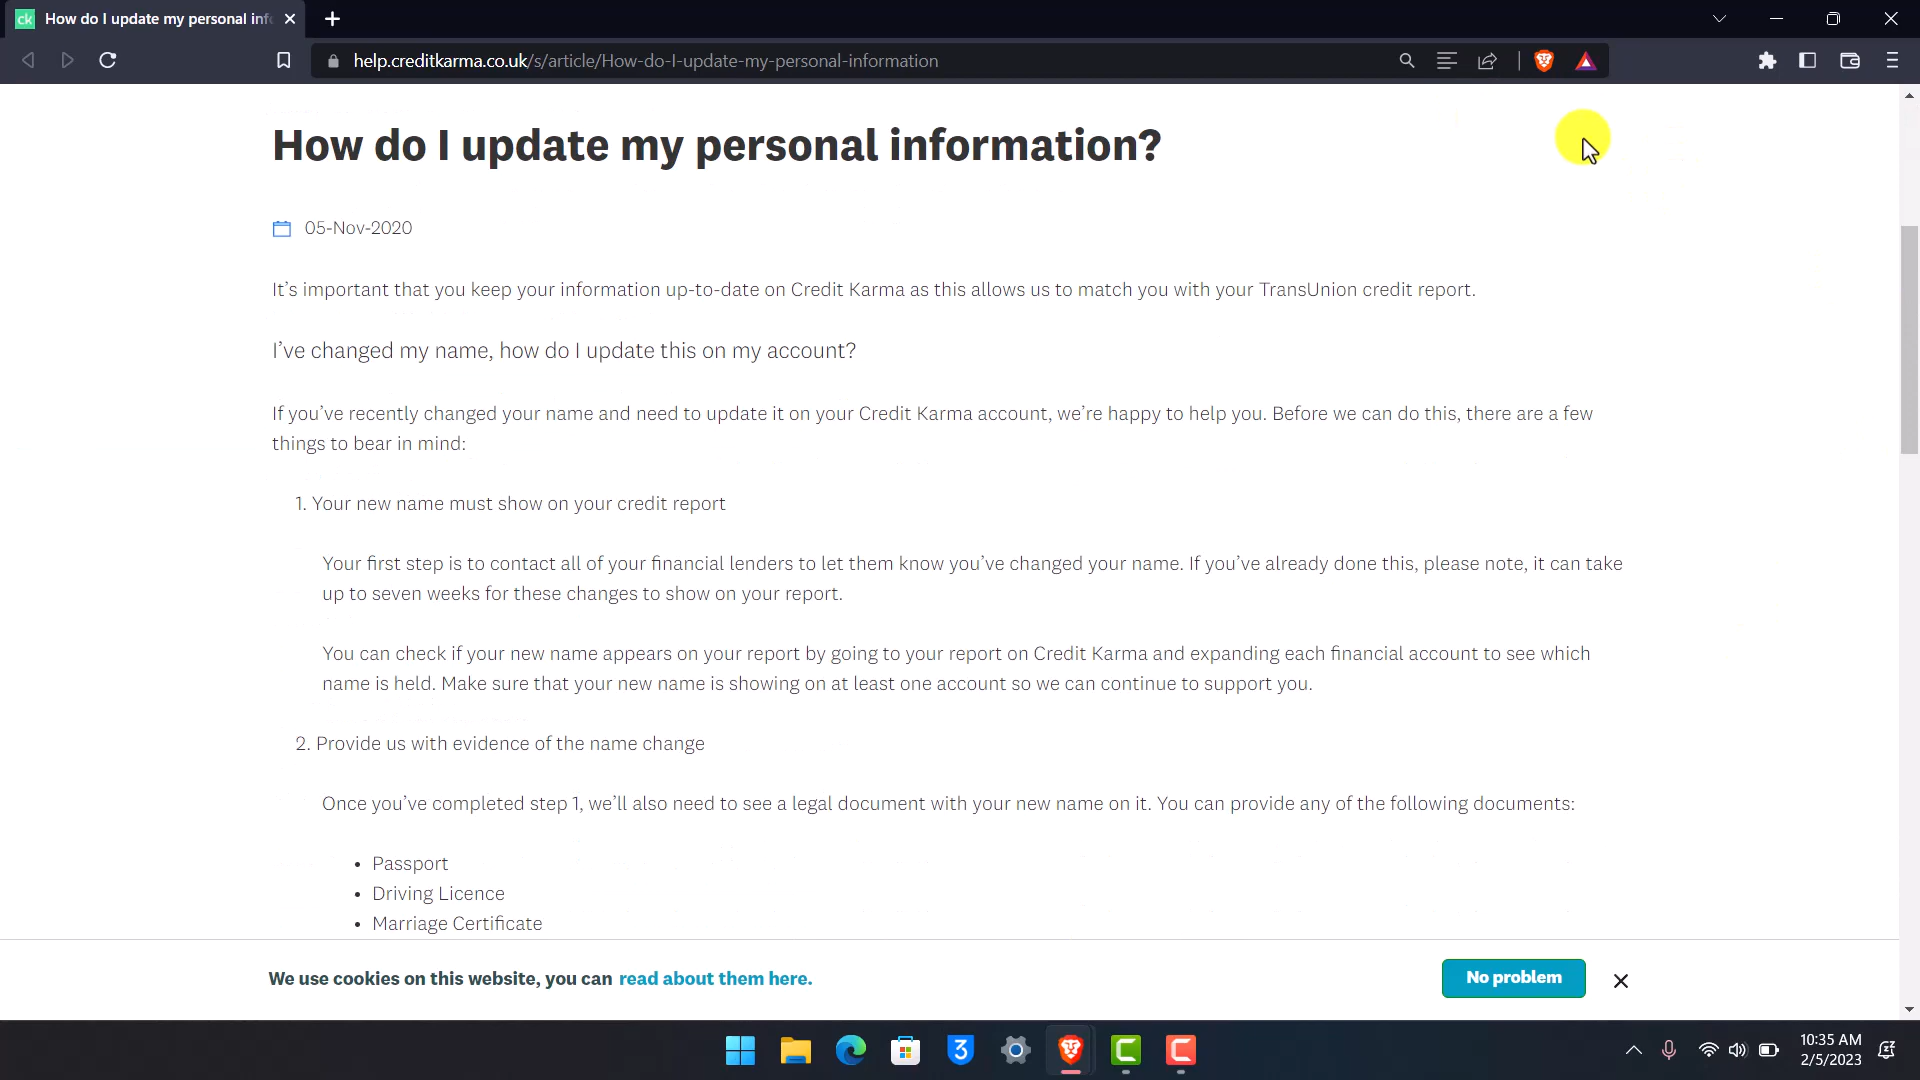 ck How do I update my personal inf
help.creditkarma.co.uk/s/article/How-do-I-update-my-personal-information
How do I update my personal information?
05-Nov-2020
It's important that you keep your information up-to-date on Credit Karma as this allows us to match you with your TransUnion credit report.
I've changed my name, how do I update this on my account?
If you've recently changed your name and need to update it on your Credit Karma account, we're happy to help you. Before we can do this, there are a few
things to bear in mind:
1. Your new name must show on your credit report
Your first step is to contact all of your financial lenders to let them know you've changed your name. If you've already done this, please note, it can take
up to seven weeks for these changes to show on your report.
You can check if your new name appears on your report by going to your report on Credit Karma and expanding each financial account to see which
name is held. Make sure that your new name is showing on at least one account so we can continue to support you.
2. Provide us with evidence of the name change
Once you've completed step 1, we'll also need to see a legal document with your new name on it. You can provide any of the following documents:
• Passport
• Driving Licence
• Marriage Certificate
We use cookies on this website, you can read about them here.
No problem
3
10:35 AM
2/5/2023